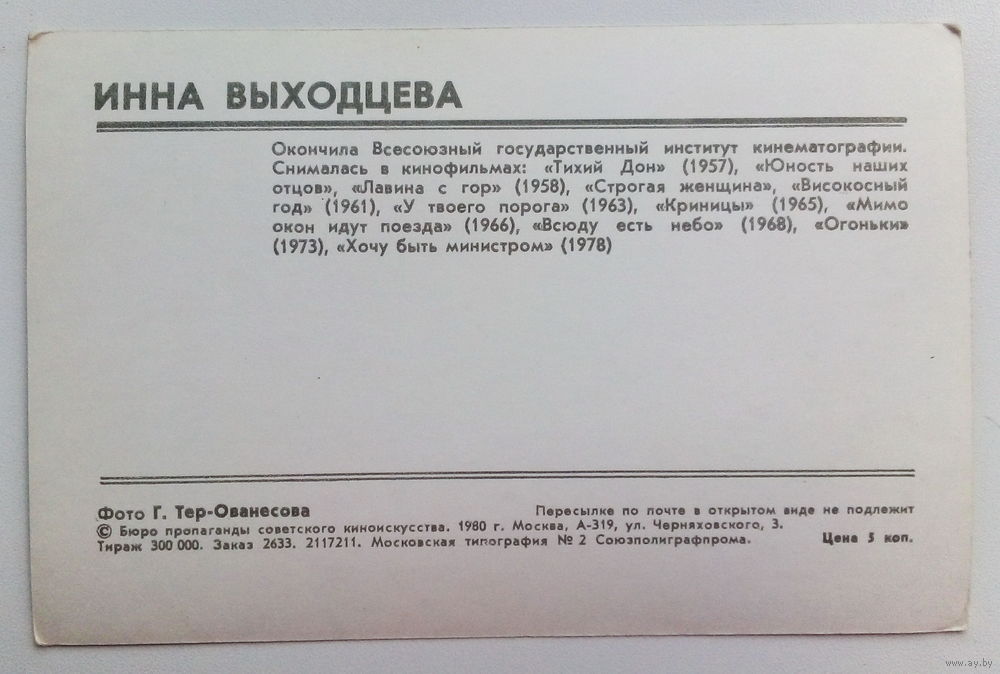 ИННА ВЫХОДЦЕВА
Окончила Всесоюзный государственный институт кинематографии.
Снималась в кинофильмах: «Тихий Дон» (1957), «Юность наших
отцов», «Лавина с гор» (1958), «Строгая женщина», «Високосный
год» (1961), «У твоего порога» (1963), «Криницы» (1965), «Мимо
окон идут поезда» (1966), «Всюду есть небо» (1968), «Огоньки»
(1973), «Хочу быть министром» (1978)
Фото Г. Тер-Ованесова
Пересылке по почте в открытом виде не подлежит
© Бюро пропаганды советского киноискусства. 1980 г. Москва, А-319, ул. Черняховского, 3.
Тираж 300 000. Заказ 2633. 2117211. Московская типография № 2 Союзполиграфпрома.
Цена 5 коп.
www.ay.by